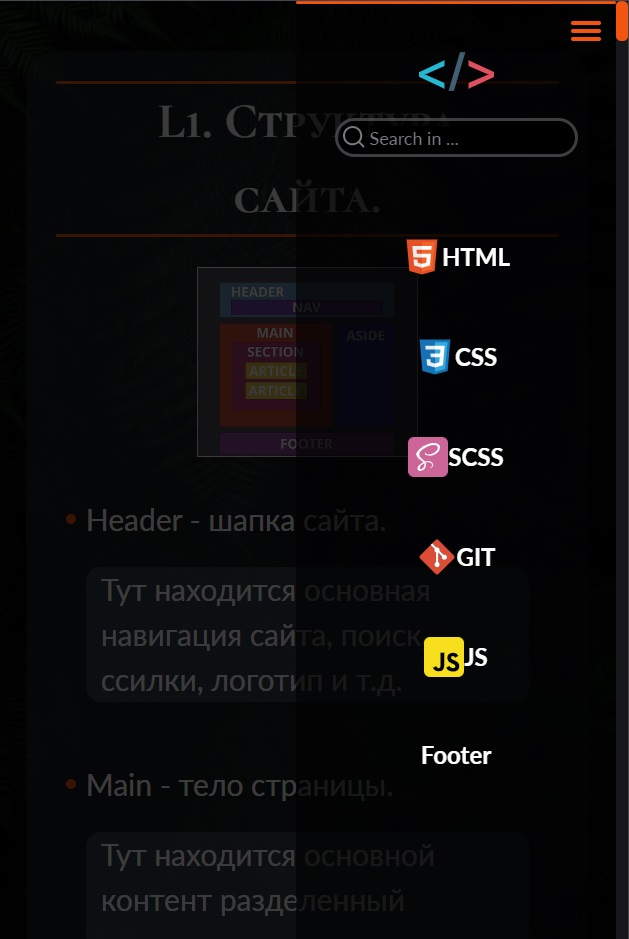 </>
L1. Структура
сайта.
Search in ...
HTML
HEADER
NAV
MAIN
ASIDE
SECTION
ARTICLE
ARTICLE
FOOTER
CSS
SCSS
GIT
JS JS
Footer
Header - шапка сайта.
Тут находится основная
навигация сайта, поиск,
ссилки, логотип и т.д.
Main - тело страницы.
Тут находится основной
контент разделенный